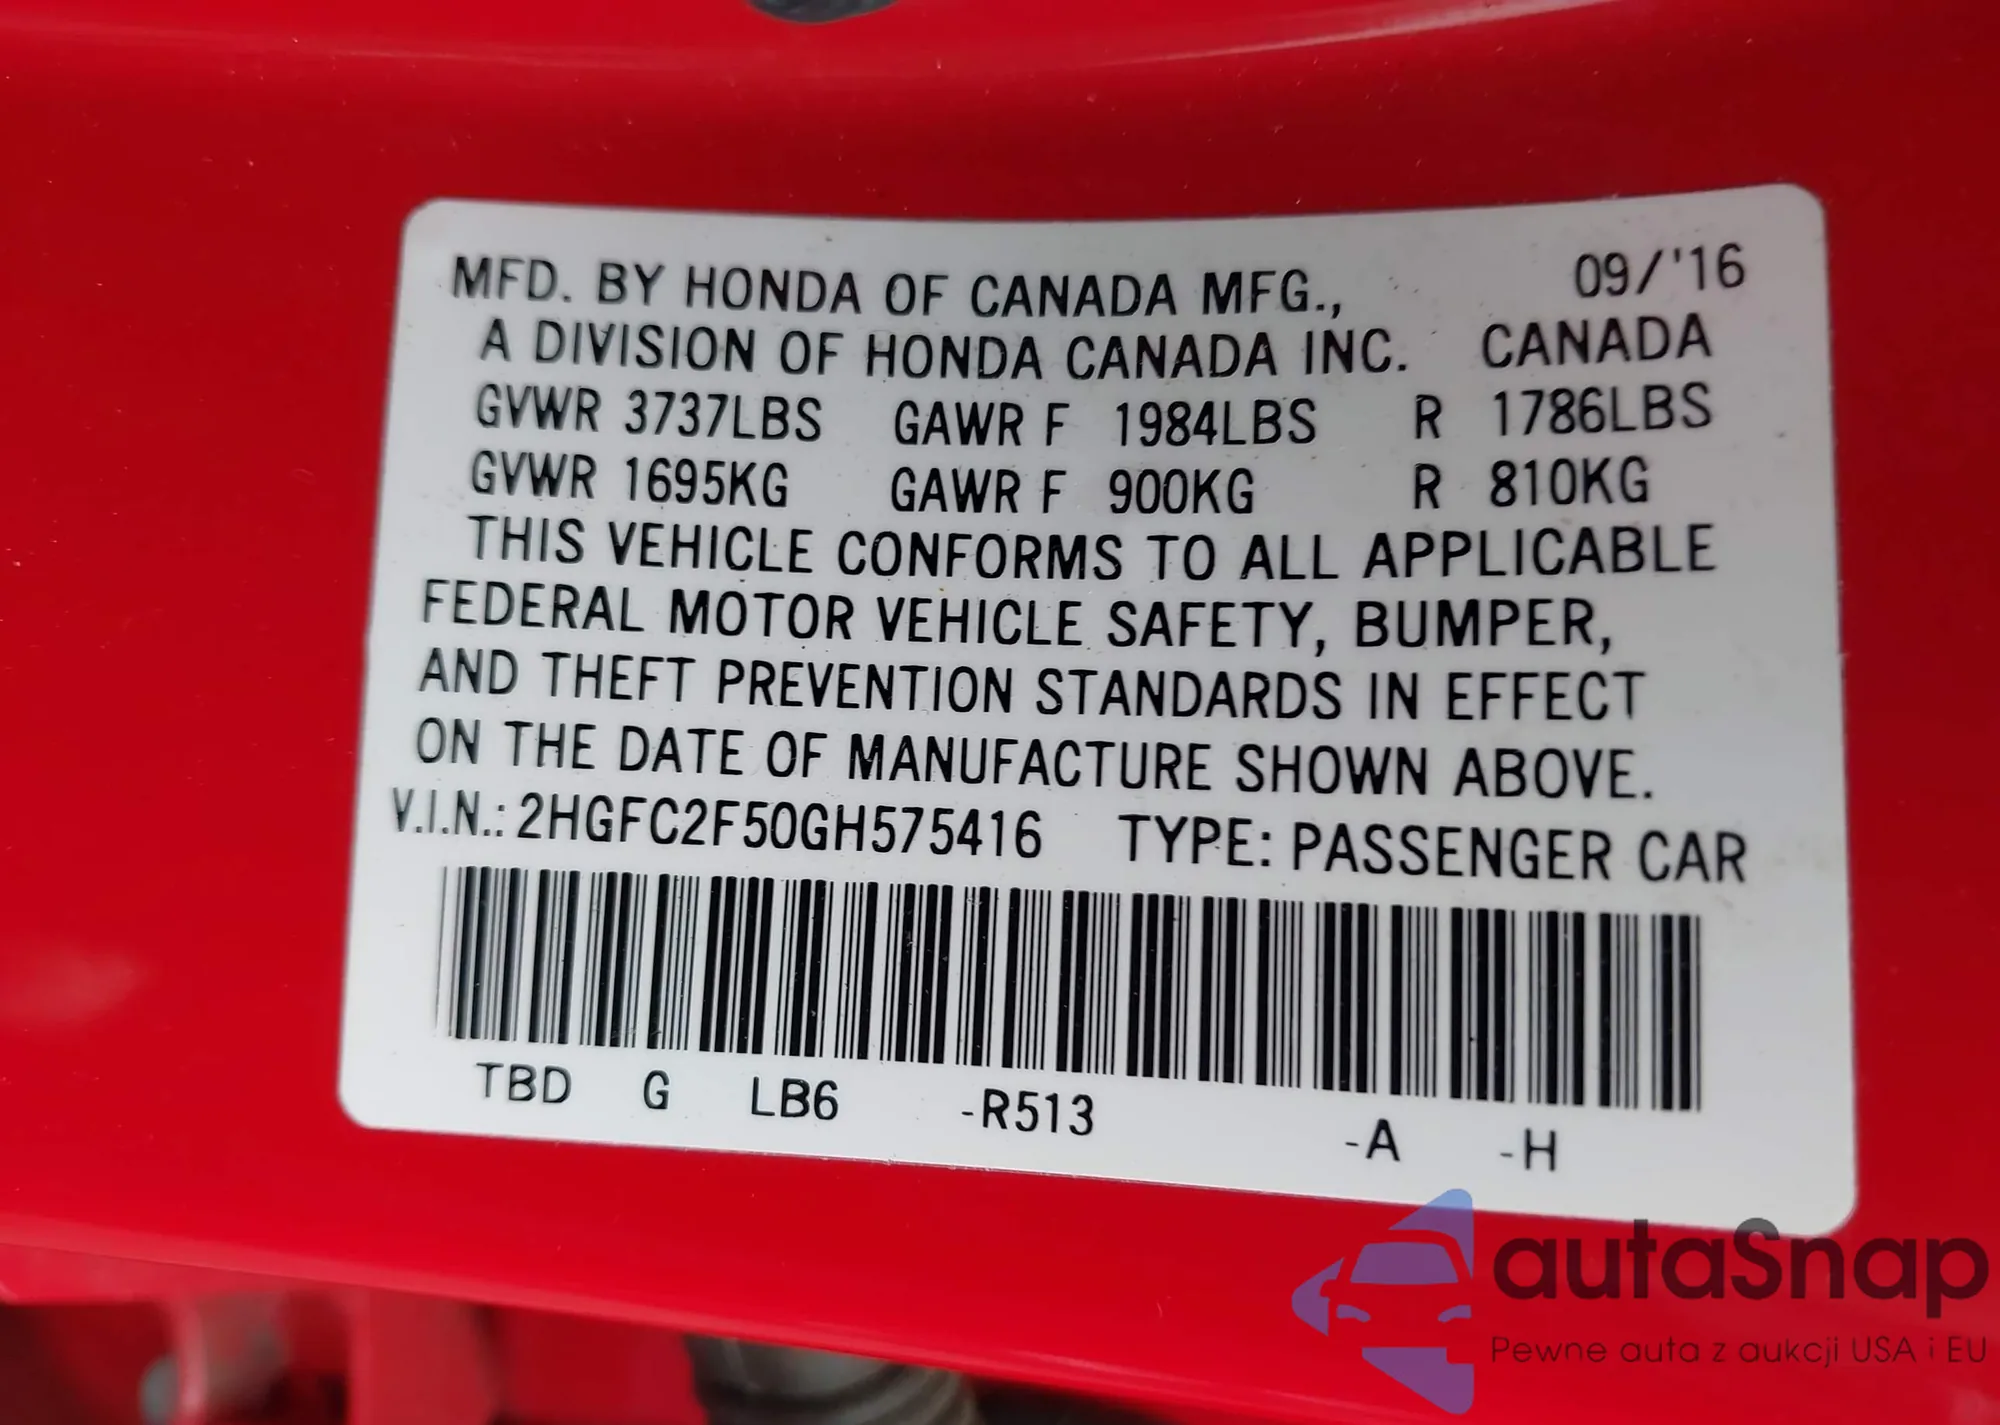 MFD. BY HONDA OF CANADA MFG., 09/'16
A DIVISION OF HONDA CANADA INC. CANADA
GVWR 3737LBS GAWR F 1984LBS R 1786LBS
GVWR 1695KG GAWR F 900KG R 810KG
THIS VEHICLE CONFORMS TO ALL APPLICABLE
FEDERAL MOTOR VEHICLE SAFETY, BUMPER,
AND THEFT PREVENTION STANDARDS IN EFFECT
ON THE DATE OF MANUFACTURE SHOWN ABOVE.
V.I.N.: 2HGFC2F50GH575416 TYPE: PASSENGER CAR
TBD G LB6 -R513 -A -H
autaSnap
Pewne auta z aukcji USA i EU